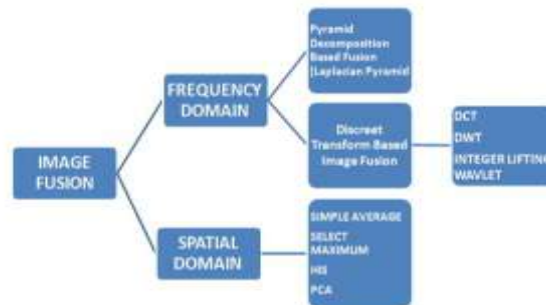 IMAGE
FUSION
FREQUENCY
DOMAIN
Pyramid
Decomposition
Based Fusion
(Laplacian Pyramid
Discreet
Transform Based
Image Fusion
DCT
DWT
INTEGER LIFTING
WAVLET
SPATIAL
DOMAIN
SIMPLE AVERAGE
SELECT
MAXIMUM
HIS
PCA